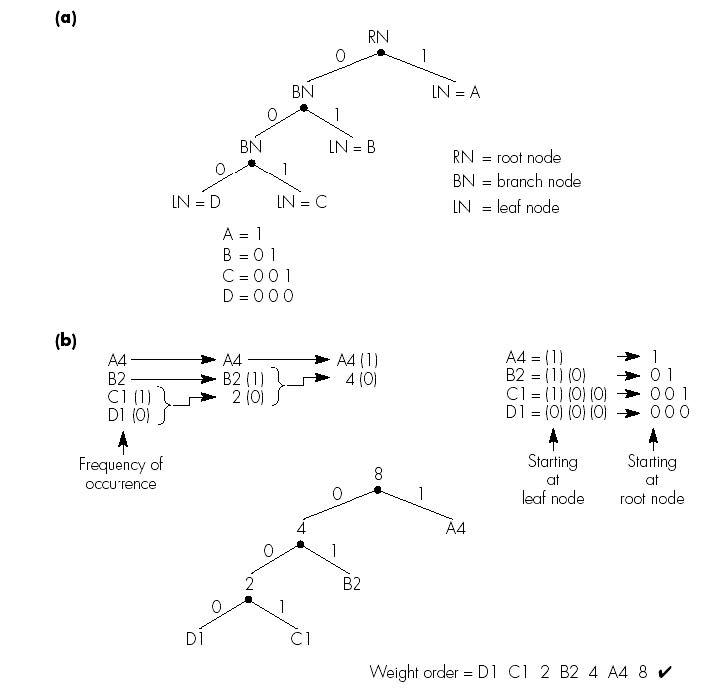 (a)
RN
0 1
BN
LN = A
0 1
BN
LN = B
0 1
LN = D
LN = C
RN = root node
BN = branch node
LN = leaf node
A = 1
B = 0 1
C = 0 0 1
D = 0 0 0
(b)
A4 A4 A4 (1)
B2 B2 (1) 4 (0)
C1 (1) 2 (0)
D1 (0)
Frequency of
occurrence
A4 = (1) 1
B2 = (1) (0) 0 1
C1 = (1) (0) (0) 0 0 1
D1 = (0) (0) (0) 0 0 0
Starting
at
leaf node
Starting
at
root node
8
0 1
4
A4
0 1
2
B2
0 1
D1
C1
Weight order = D1 C1 2 B2 4 A4 8 ✔